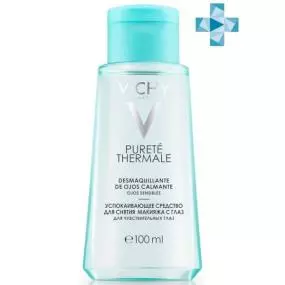 VICHY
PURETÉ
THERMALE
DESMAQUILLANTE
DE OJOS CALMANTE
OJOS SENSIBLES
УСПОКАИВАЮЩЕЕ СРЕДСТВО
ДЛЯ СНЯТИЯ МАКИЯЖА С ГЛАЗ
ДЛЯ ЧУВСТВИТЕЛЬНЫХ ГЛАЗ
℮100 ml